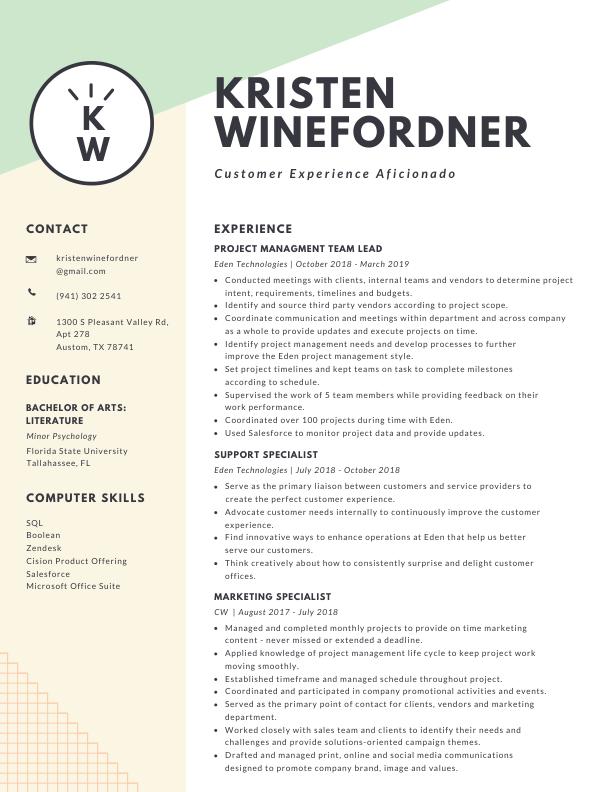 K
W
KRISTEN
WINEFORDNER
Customer Experience Aficionado
CONTACT
kristenwinefordner
@gmail.com
(941) 302 2541
1300 S Pleasant Valley Rd,
Apt 278
Austom, TX 78741
EDUCATION
BACHELOR OF ARTS:
LITERATURE
Minor Psychology
Florida State University
Tallahassee, FL
COMPUTER SKILLS
SQL
Boolean
Zendesk
Cision Product Offering
Salesforce
Microsoft Office Suite
EXPERIENCE
PROJECT MANAGMENT TEAM LEAD
Eden Technologies | October 2018 - March 2019
• Conducted meetings with clients, internal teams and vendors to determine project
intent, requirements, timelines and budgets.
• Identify and source third party vendors according to project scope.
• Coordinate communication and meetings within department and across company
as a whole to provide updates and execute projects on time.
• Identify project management needs and develop processes to further
improve the Eden project management style.
• Set project timelines and kept teams on task to complete milestones
according to schedule.
• Supervised the work of 5 team members while providing feedback on their
work performance.
• Coordinated over 100 projects during time with Eden.
• Used Salesforce to monitor project data and provide updates.
SUPPORT SPECIALIST
Eden Technologies | July 2018 - October 2018
• Serve as the primary liaison between customers and service providers to
create the perfect customer experience.
• Advocate customer needs internally to continuously improve the customer
experience.
• Find innovative ways to enhance operations at Eden that help us better
serve our customers.
• Think creatively about how to consistently surprise and delight customer
offices.
MARKETING SPECIALIST
CW | August 2017 - July 2018
• Managed and completed monthly projects to provide on time marketing
content - never missed or extended a deadline.
• Applied knowledge of project management life cycle to keep project work
moving smoothly.
• Established timeframe and managed schedule throughout project.
• Coordinated and participated in company promotional activities and events.
• Served as the primary point of contact for clients, vendors and marketing
department.
• Worked closely with sales team and clients to identify their needs and
challenges and provide solutions-oriented campaign themes.
• Drafted and managed print, online and social media communications
designed to promote company brand, image and values.